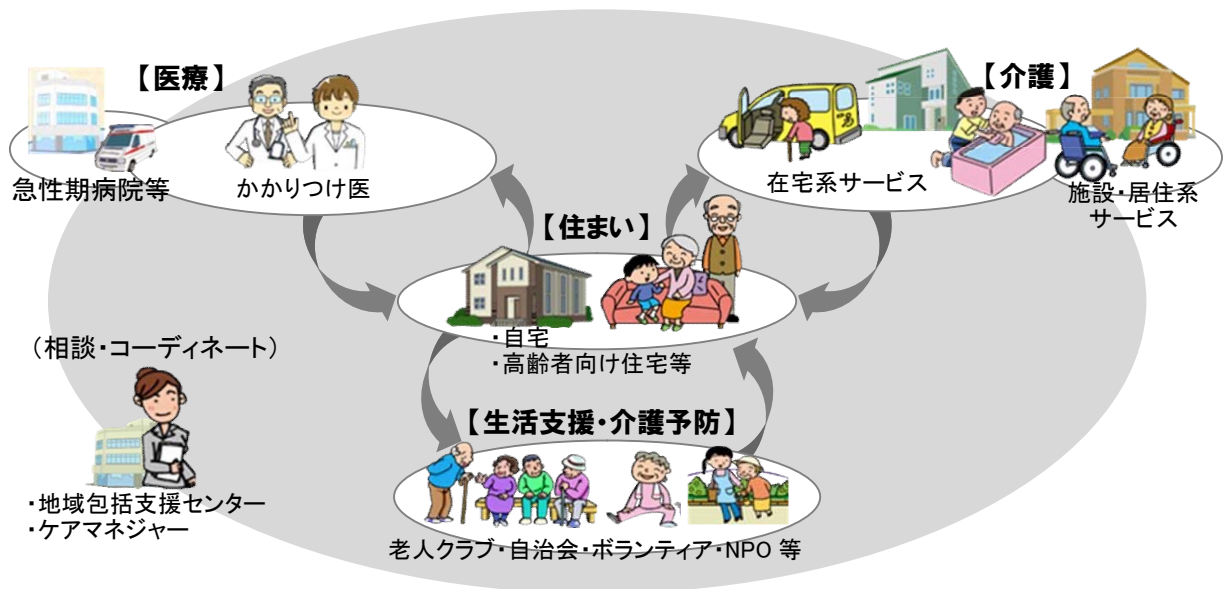 【医療】
急性期病院等
かかりつけ医
【介護】
在宅系サービス
施設・居住系
サービス
【住まい】
・自宅
・高齢者向け住宅等
（相談・コーディネート）
・地域包括支援センター
・ケアマネジャー
【生活支援・介護予防】
老人クラブ・自治会・ボランティア・NPO 等